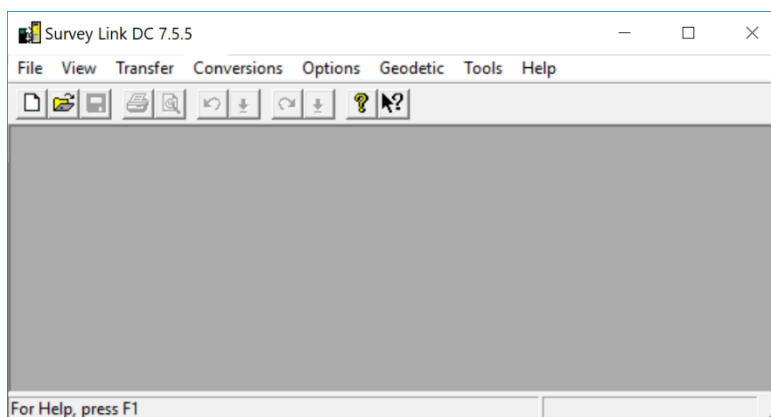 Survey Link DC 7.5.5
File View Transfer Conversions Options Geodetic Tools Help
For Help, press F1